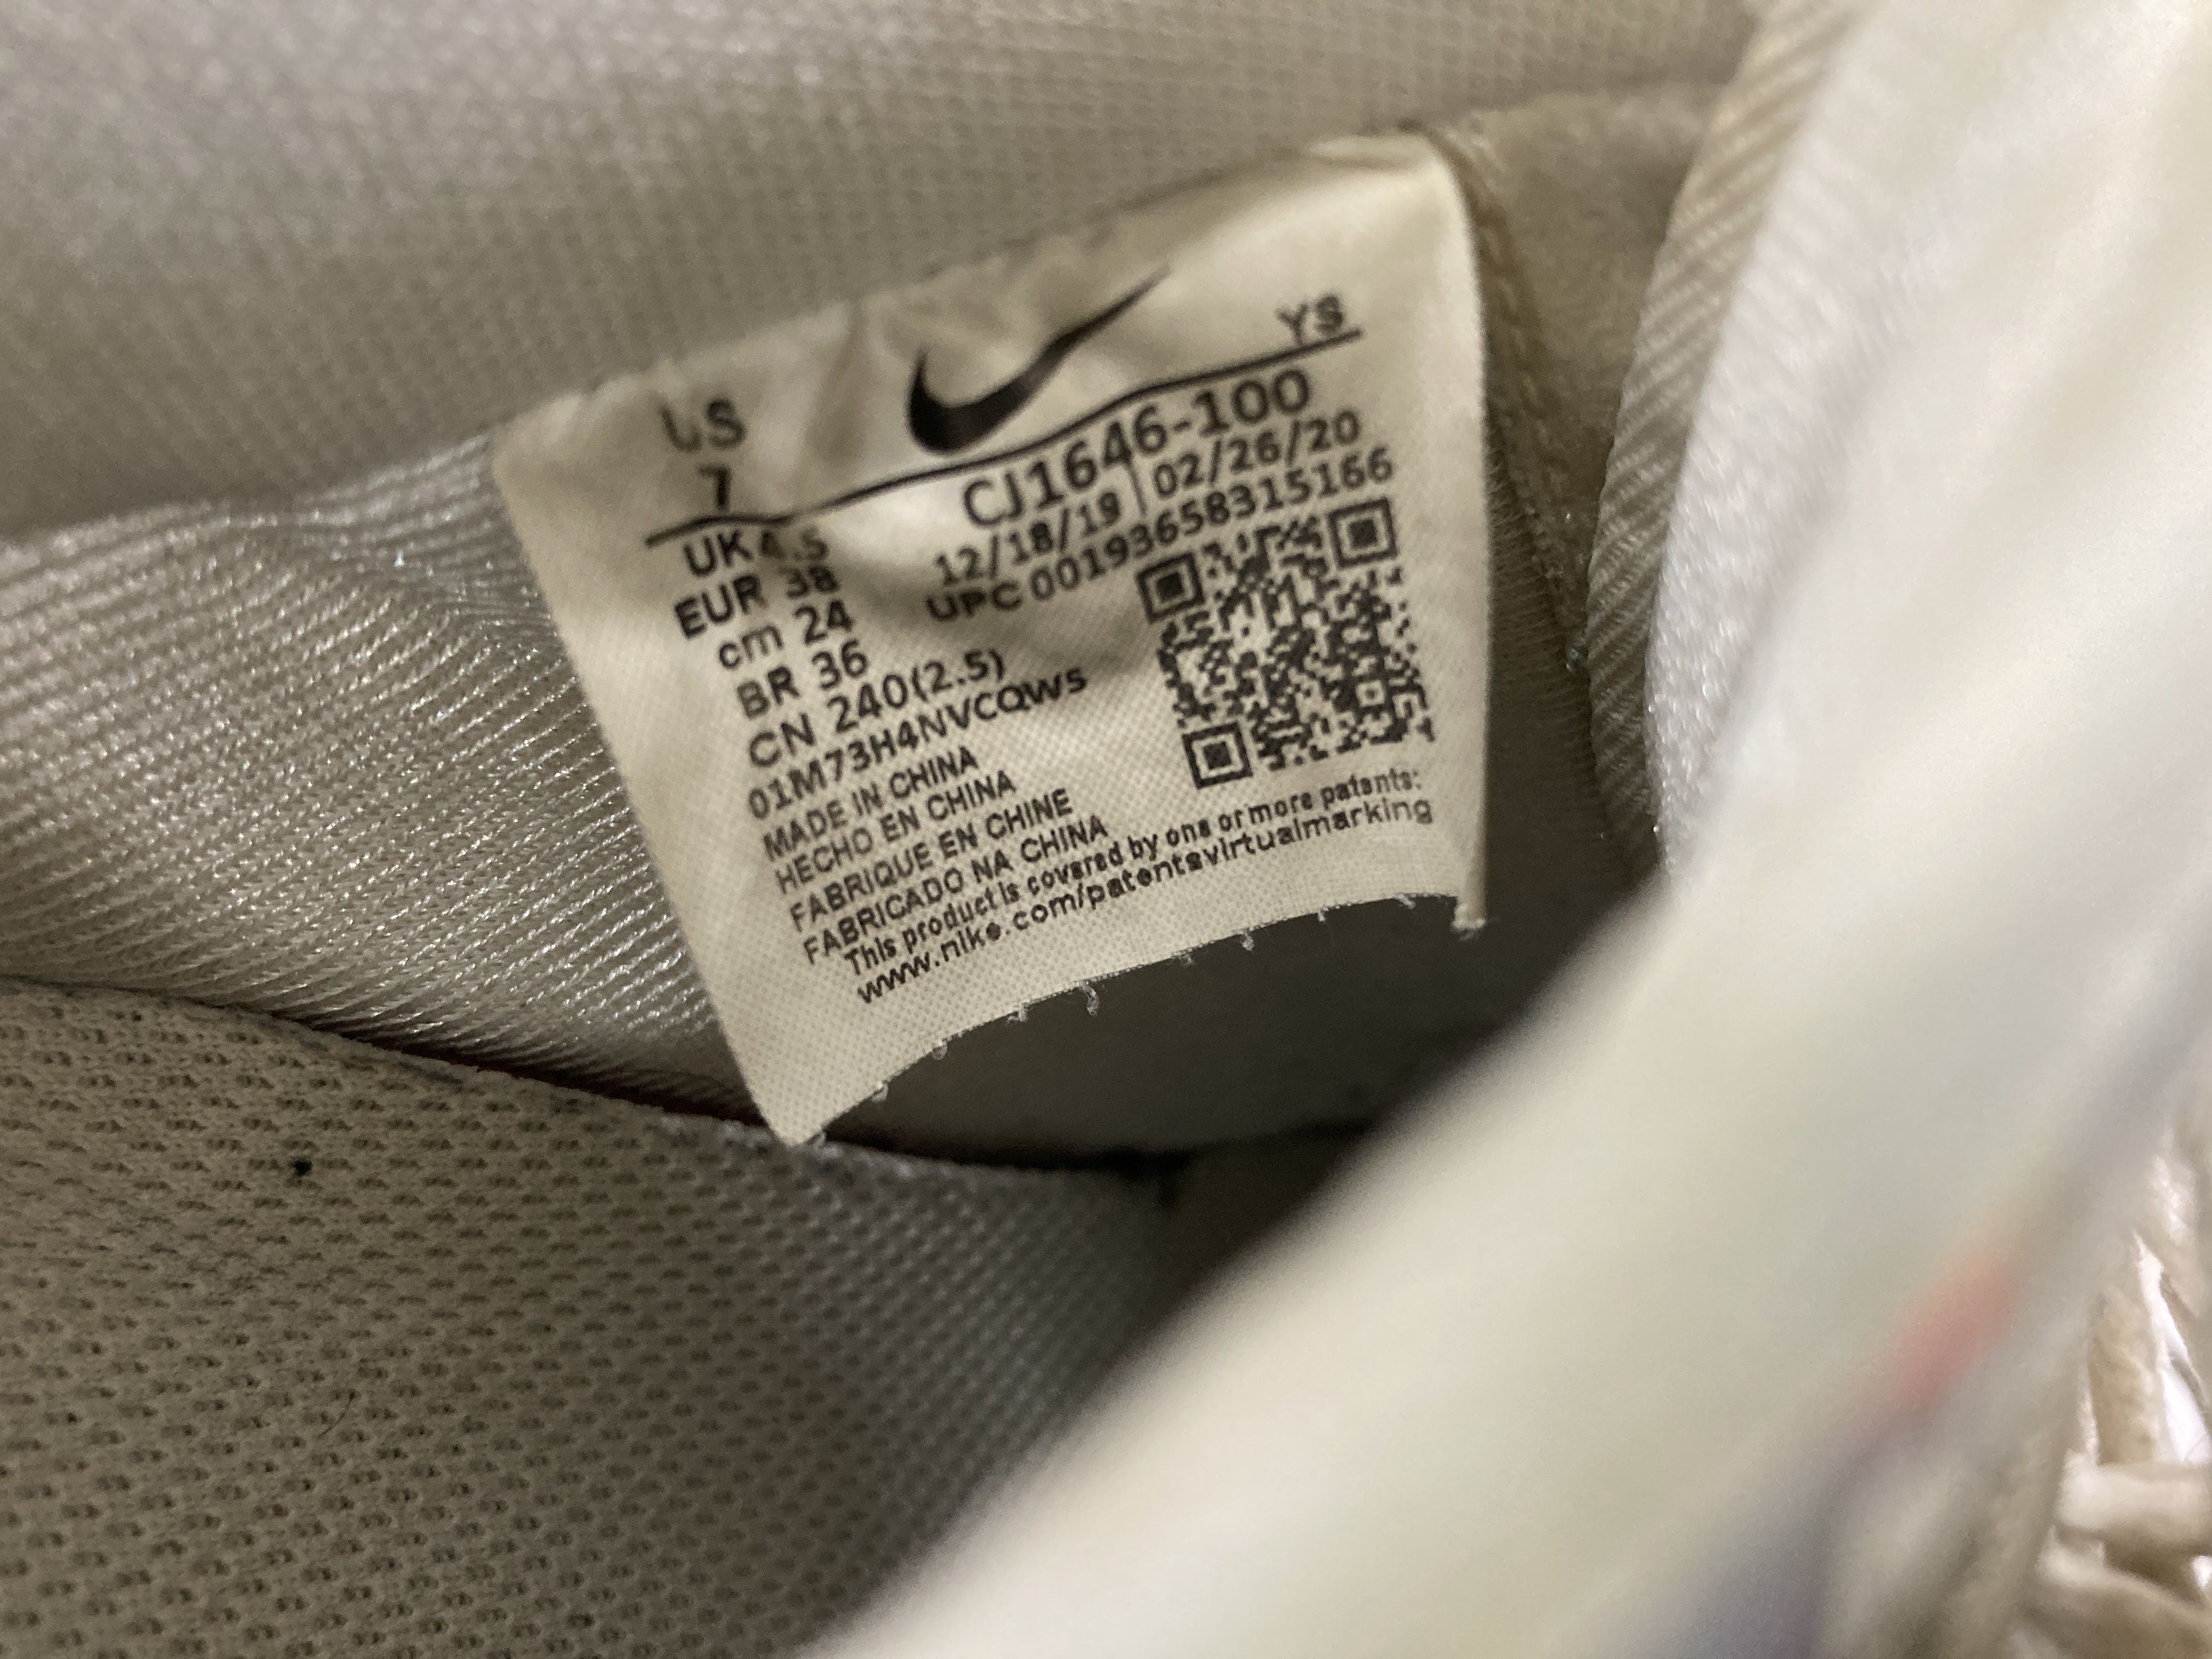 US
7
YS
UK 4.5
EUR 38
cm 24
BR 36
CN 240(2.5)
01M73H4NVCQW5
CJ1646-100
12/18/19 | 02/26/20
UPC 00193658315166
MADE IN CHINA
HECHO EN CHINA
FABRIQUE EN CHINE
FABRICADO NA CHINA
This product is covered by one or more patents:
www.nike.com/patentsvirtualmarking